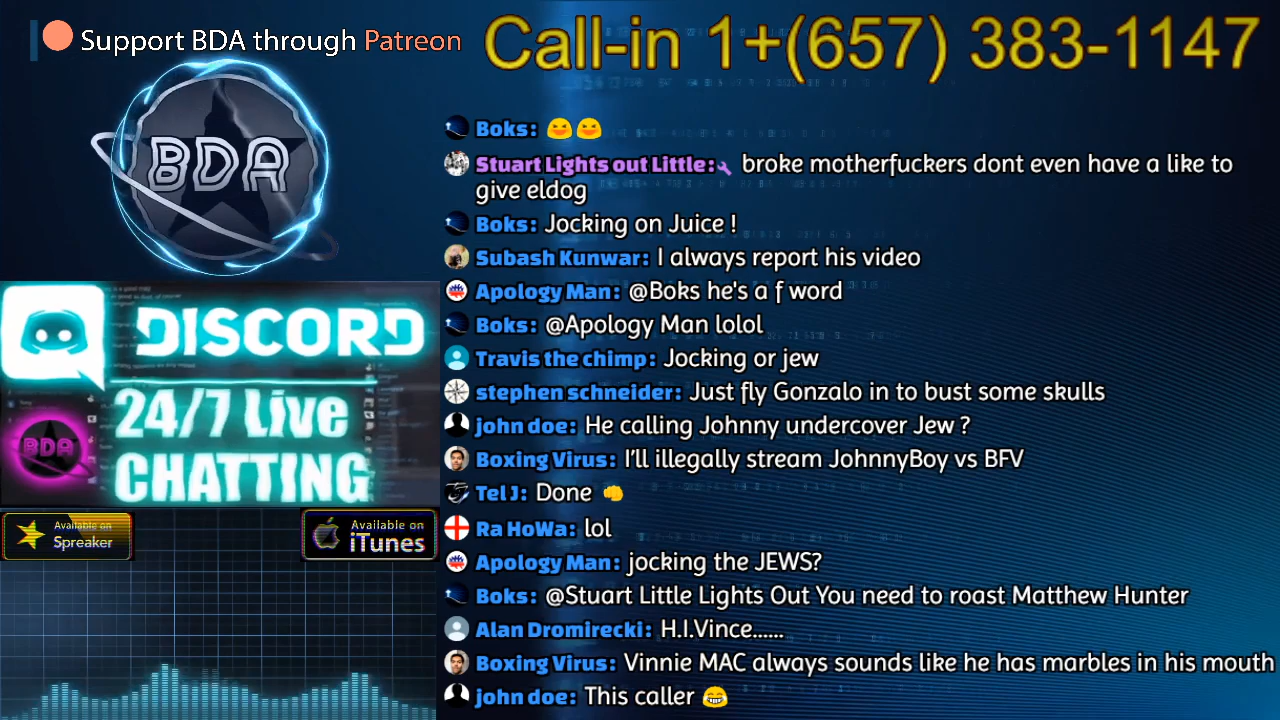 Support BDA through Patreon
Call-in 1+(657) 383-1147
BDA
Boks: 😆😆
Stuart Lights out Little: broke motherfuckers dont even have a like to
give eldog
Boks: Jocking on Juice !
Subash Kunwar: I always report his video
Apology Man: @Boks he's a f word
Boks: @Apology Man lolol
Travis the chimp: Jocking or jew
stephen schneider: Just fly Gonzalo in to bust some skulls
john doe: He calling Johnny undercover Jew ?
Boxing Virus: I'll illegally stream JohnnyBoy vs BFV
Tel J: Done 👊
Ra HoWa: lol
Apology Man: jocking the JEWS?
Boks: @Stuart Little Lights Out You need to roast Matthew Hunter
Alan Dromirecki: H.I.Vince......
Boxing Virus: Vinnie MAC always sounds like he has marbles in his mouth
john doe: This caller 😂
DISCORD
24/7 Live
CHATTING
BDA
Available on
Spreaker
Available on
iTunes